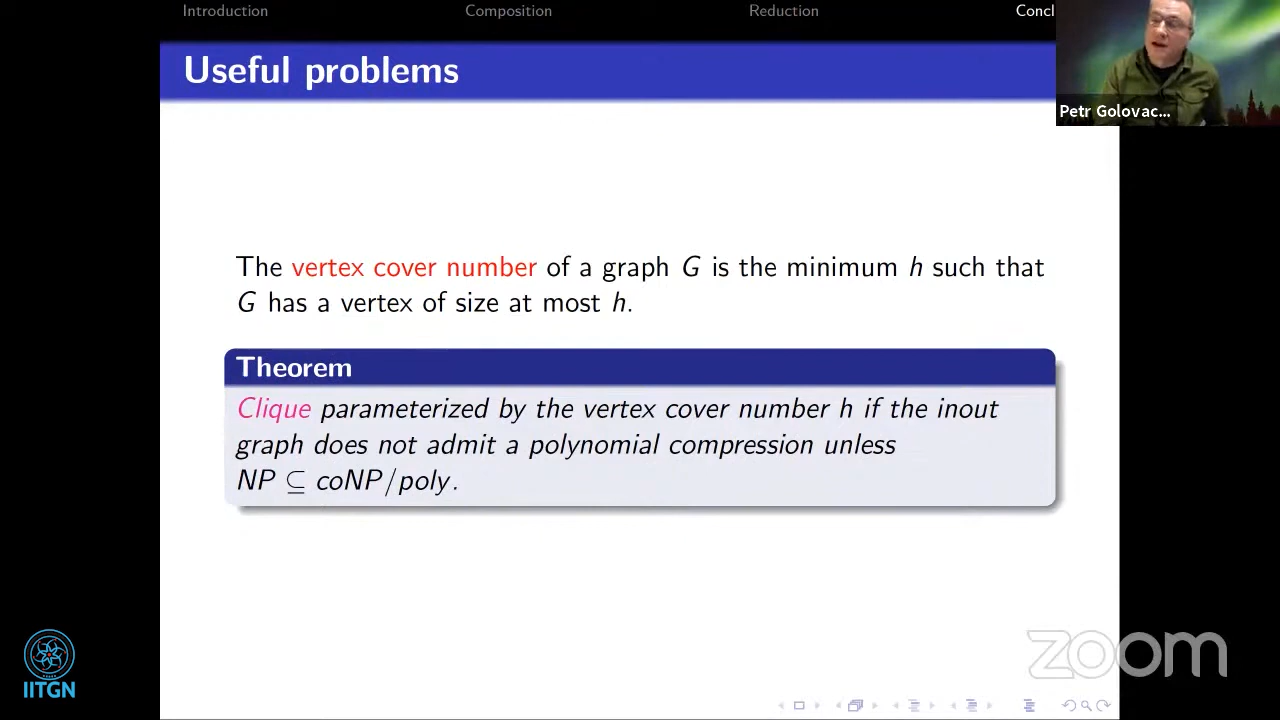 Introduction Composition Reduction Concl
Useful problems
Petr Golovac...
The vertex cover number of a graph G is the minimum h such that
G has a vertex of size at most h.
Theorem
Clique parameterized by the vertex cover number h if the inout
graph does not admit a polynomial compression unless
NP ⊆ coNP/poly.
IITGN
zoom